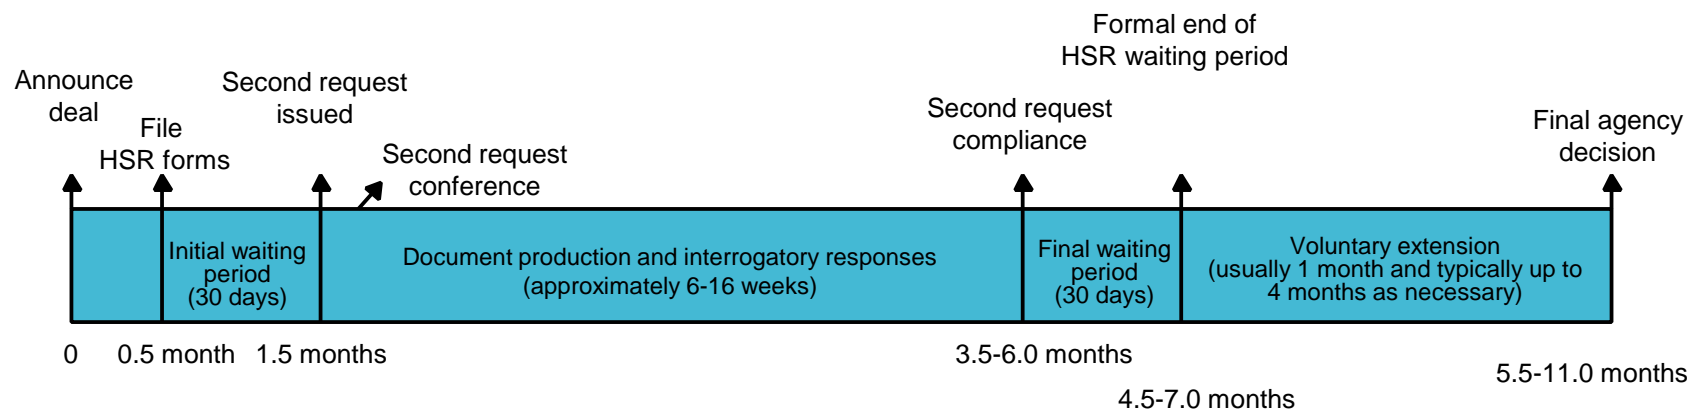 Announce
deal
File
HSR forms
Second request
issued
Second request
conference
Second request
compliance
Formal end of
HSR waiting period
Final agency
decision
Initial waiting
period
(30 days)
Document production and interrogatory responses
(approximately 6-16 weeks)
Final waiting
period
(30 days)
Voluntary extension
(usually 1 month and typically up to
4 months as necessary)
0
0.5 month
1.5 months
3.5-6.0 months
4.5-7.0 months
5.5-11.0 months